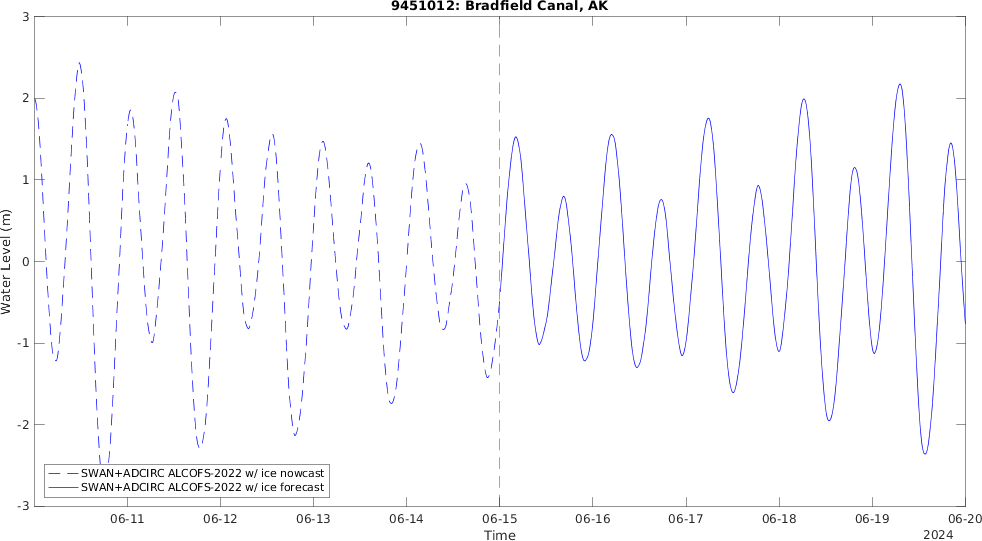 9451012: Bradfield Canal, AK
3
2
1
0
-1
-2
-3
Water Level (m)
SWAN+ADCIRC ALCOFS-2022 w/ ice nowcast
SWAN+ADCIRC ALCOFS-2022 w/ ice forecast
06-11 06-12 06-13 06-14 06-15 06-16 06-17 06-18 06-19 06-20
Time
2024